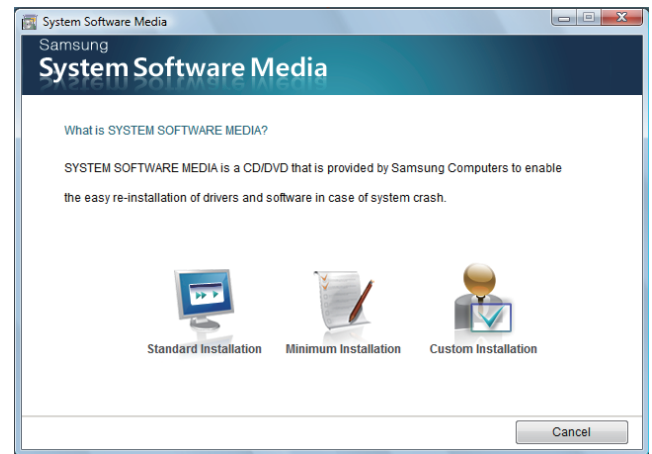 System Software Media
Samsung
System Software Media
What is SYSTEM SOFTWARE MEDIA?
SYSTEM SOFTWARE MEDIA is a CD/DVD that is provided by Samsung Computers to enable
the easy re-installation of drivers and software in case of system crash.
Standard Installation Minimum Installation Custom Installation
Cancel